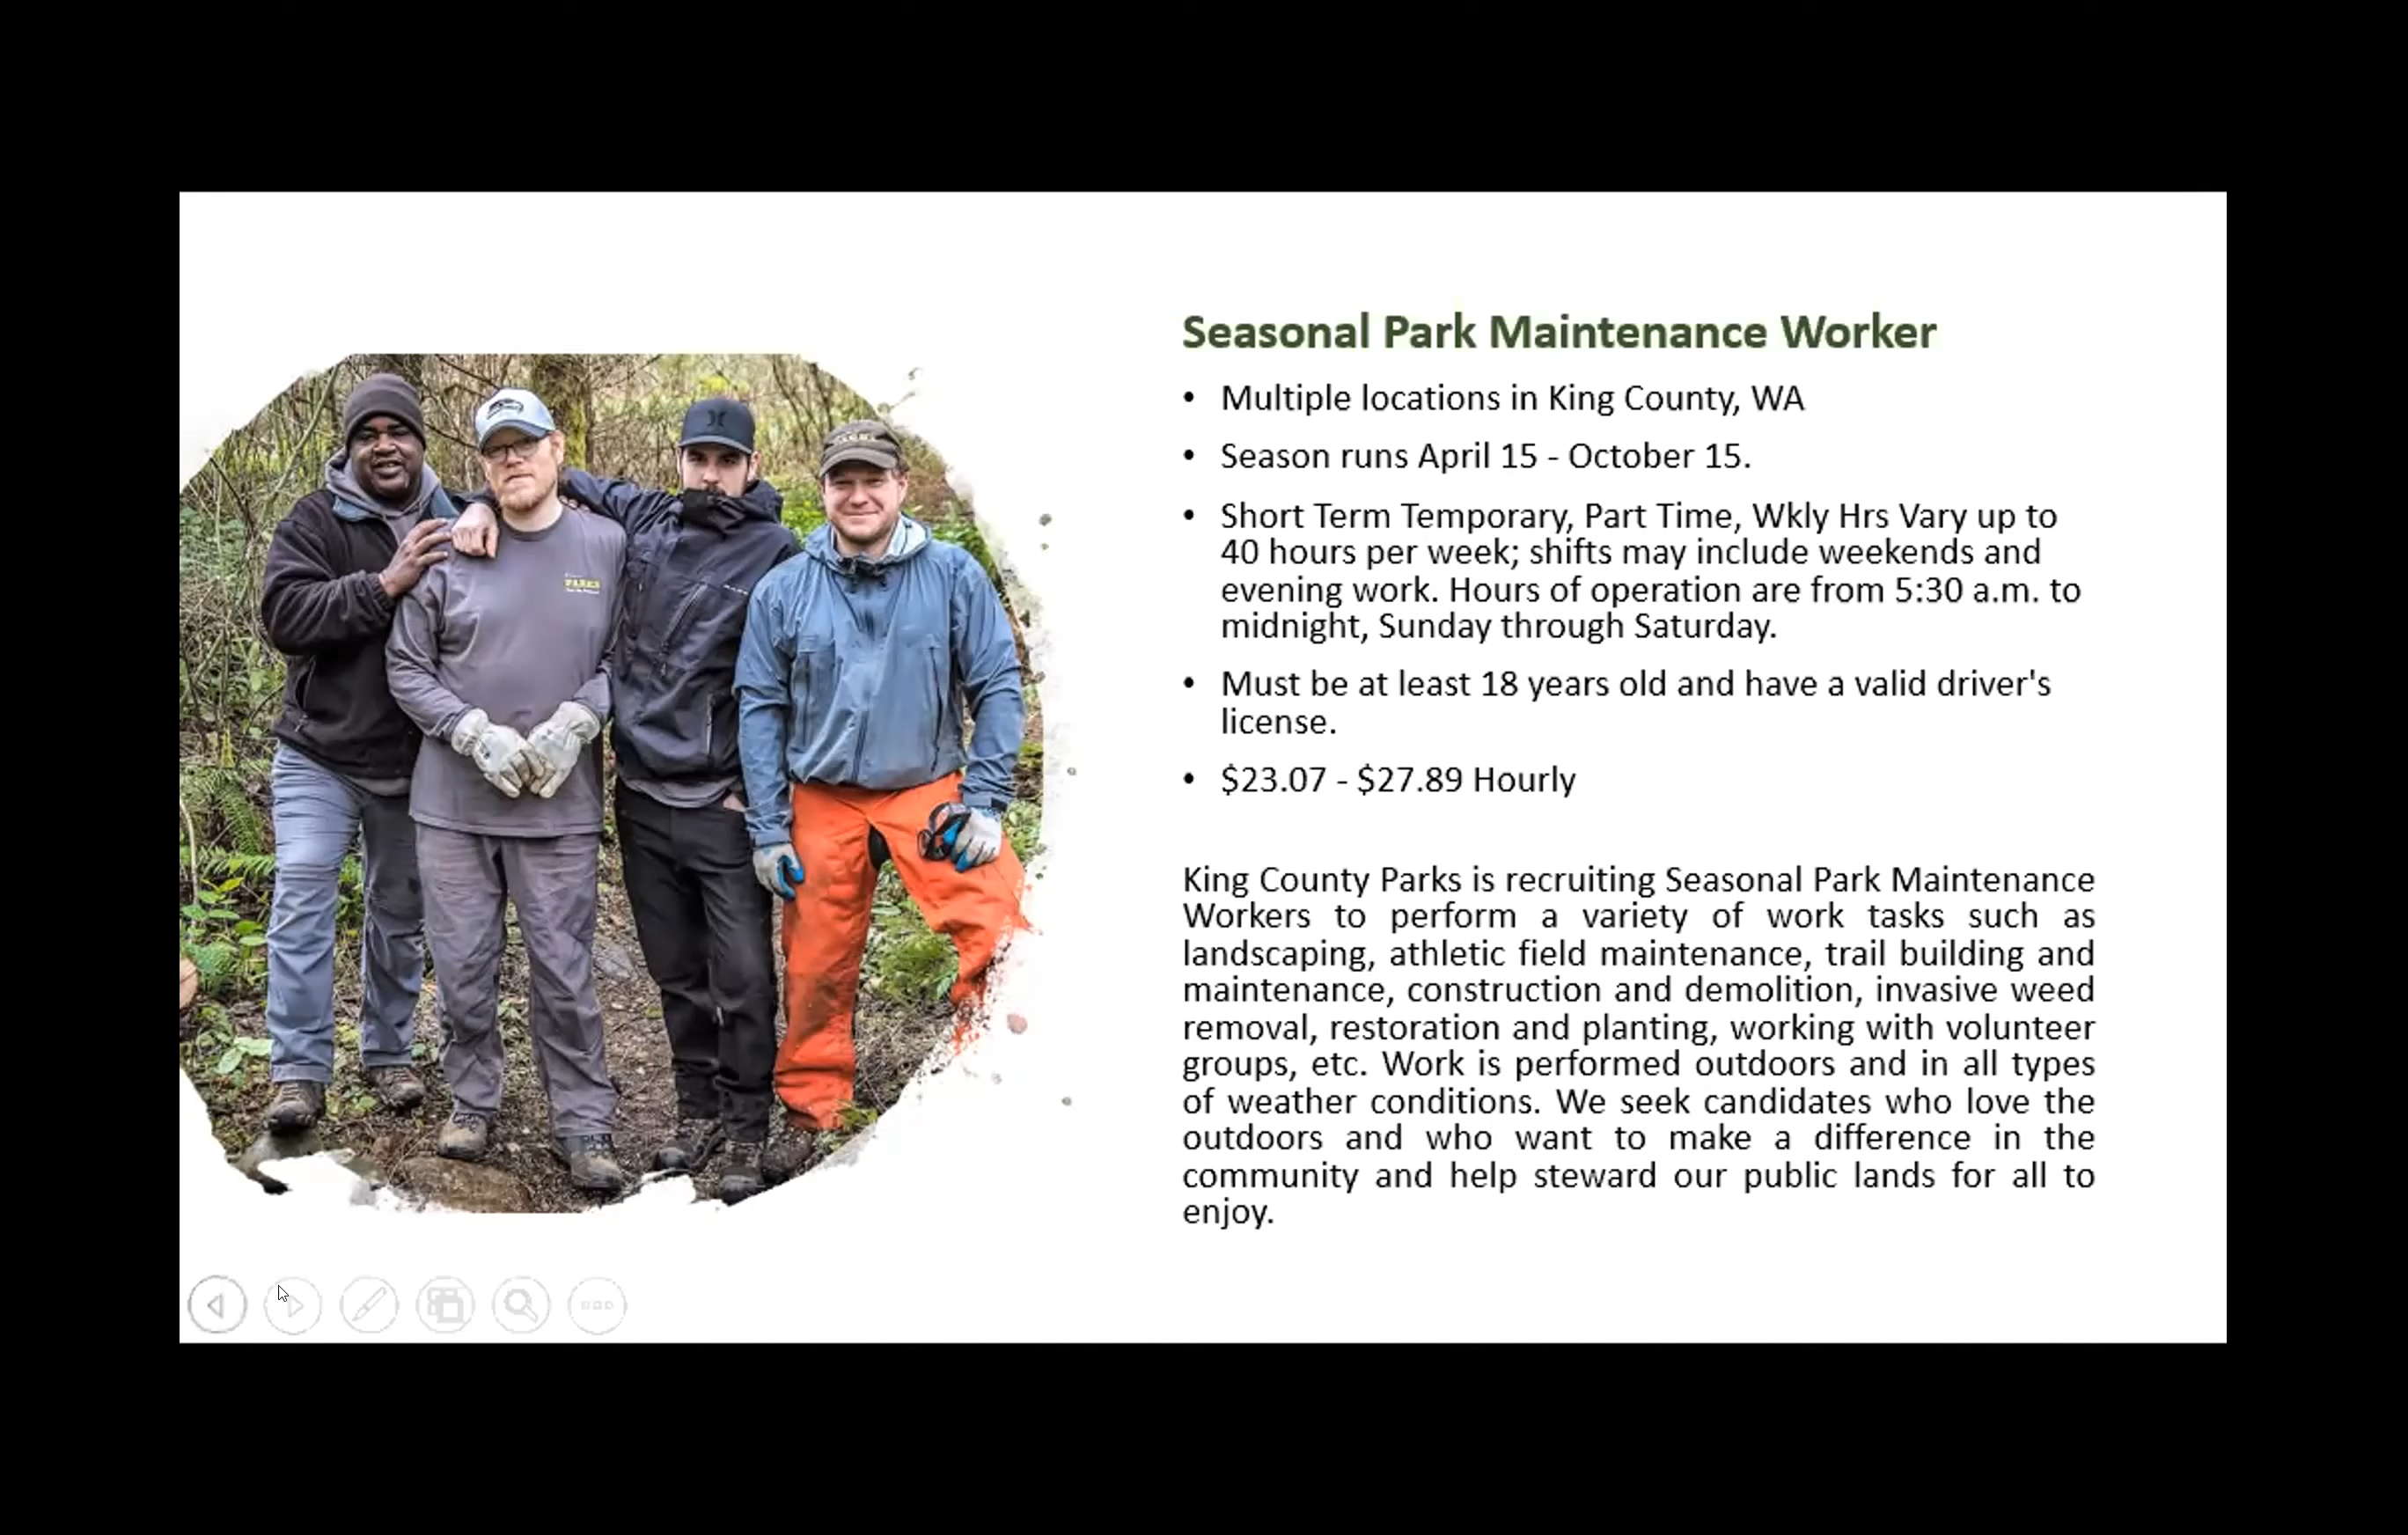 Seasonal Park Maintenance Worker
• Multiple locations in King County, WA
• Season runs April 15 - October 15.
• Short Term Temporary, Part Time, Wkly Hrs Vary up to
40 hours per week; shifts may include weekends and
evening work. Hours of operation are from 5:30 a.m. to
midnight, Sunday through Saturday.
• Must be at least 18 years old and have a valid driver's
license.
• $23.07 - $27.89 Hourly
King County Parks is recruiting Seasonal Park Maintenance
Workers to perform a variety of work tasks such as
landscaping, athletic field maintenance, trail building and
maintenance, construction and demolition, invasive weed
removal, restoration and planting, working with volunteer
groups, etc. Work is performed outdoors and in all types
of weather conditions. We seek candidates who love the
outdoors and who want to make a difference in the
community and help steward our public lands for all to
enjoy.
PARKS